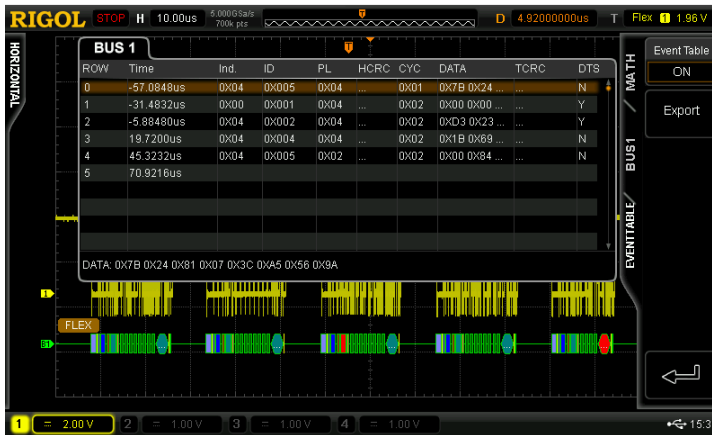 RIGOL STOP H 10.00us 5.000GSa/s 700k pts D 4.92000000us T Flex 1 1.96 V
HORIZONTAL
BUS 1
ROW Time Ind. ID PL HCRC CYC DATA TCRC DTS
0 -57.0848us 0X04 0X005 0X04 ... 0X01 0X7B 0X24 ... ... N
1 -31.4832us 0X00 0X001 0X04 ... 0X02 0X00 0X00 ... ... Y
2 -5.88480us 0X04 0X002 0X04 ... 0X02 0XD3 0X23 ... ... Y
3 19.7200us 0X04 0X004 0X04 ... 0X02 0X1B 0X69 ... ... N
4 45.3232us 0X04 0X005 0X02 ... 0X02 0X00 0X84 ... ... N
5 70.9216us
DATA: 0X7B 0X24 0X81 0X07 0X3C 0XA5 0X56 0X9A
MATH
BUS1
EVENTTABLE
Event Table
ON
Export
1
FLEX
B1
1 = 2.00 V 2 = 1.00 V 3 = 1.00 V 4 = 1.00 V 15:3